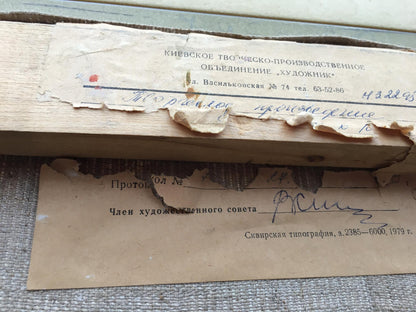 КИЕВСКОЕ ТВОРЧЕСКО-ПРОИЗВОДСТВЕННОЕ
ОБЪЕДИНЕНИЕ „ХУДОЖНИК"
ул. Васильковская № 74 тел. 63-52-86
произведение
Протокол №
Член художественного совета
Сквирская типография, з.2385—6000, 1979 г.